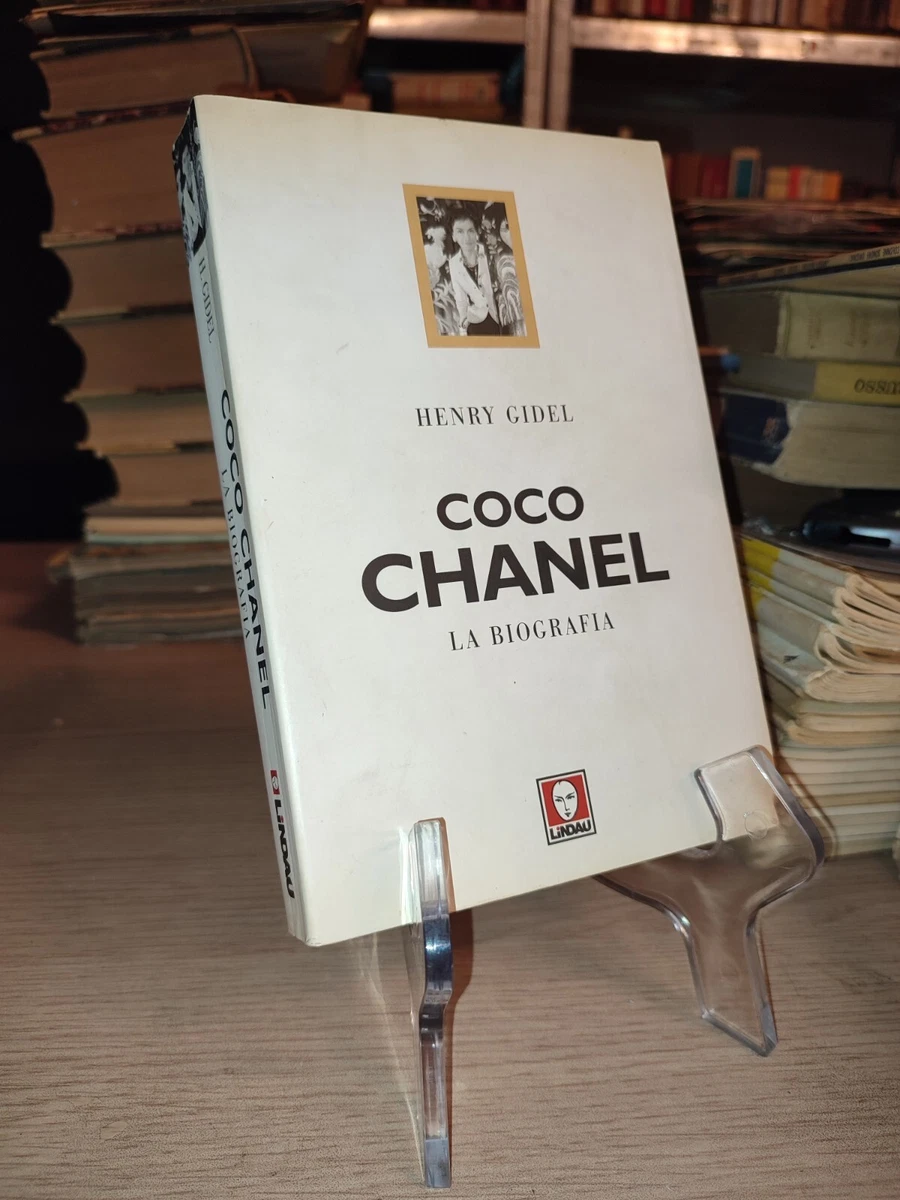 HENRY GIDEL
COCO
CHANEL
LA BIOGRAFIA
LiNDAU
H. GIDEL
COCO CHANEL
LA BIOGRAFIA
LiNDAU